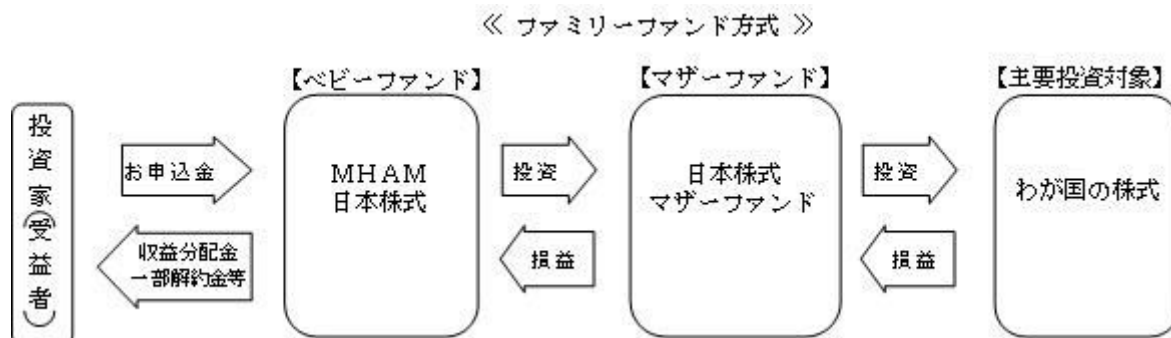 ≪ ファミリーファンド方式 ≫
【ベビーファンド】
【マザーファンド】
【主要投資対象】
投資家(受益者)
お申込金
MHAM
日本株式
投資
日本株式
マザーファンド
投資
わが国の株式
収益分配金
一部解約金等
損益
損益